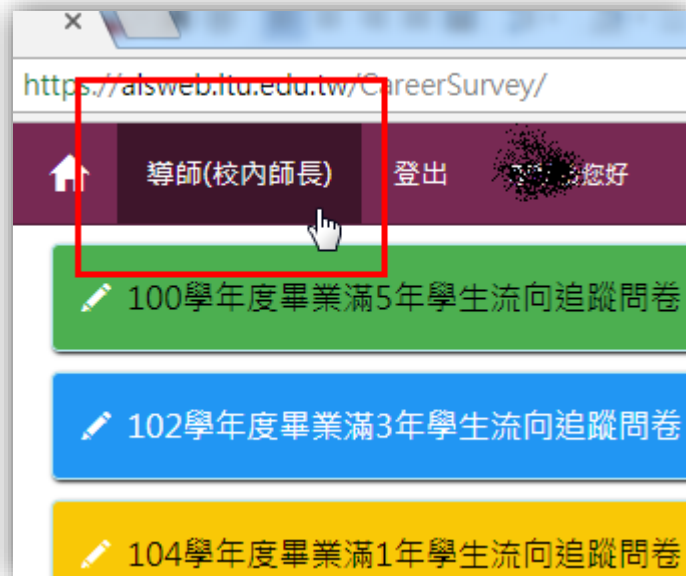 https://alsweb.ltu.edu.tw/CareerSurvey/
導師(校內師長) 登出 您好
100學年度畢業滿5年學生流向追蹤問卷
102學年度畢業滿3年學生流向追蹤問卷
104學年度畢業滿1年學生流向追蹤問卷